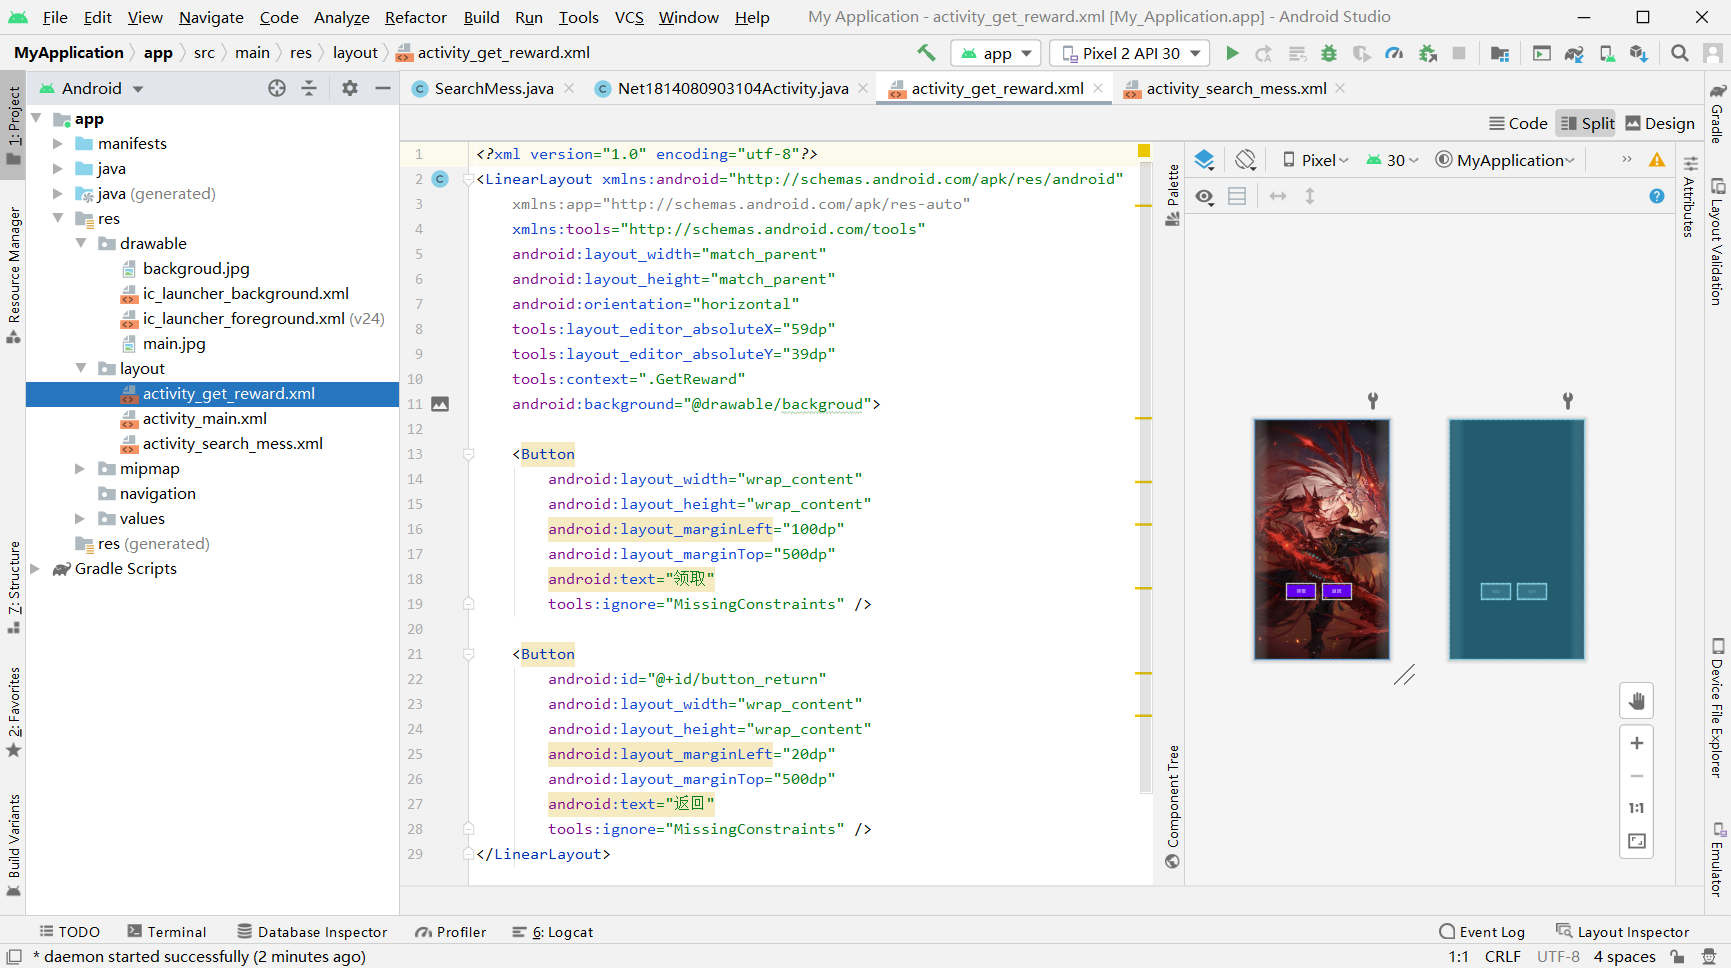 File Edit View Navigate Code Analyze Refactor Build Run Tools VCS Window Help My Application - activity_get_reward.xml [My_Application.app] - Android Studio
MyApplication app src main res layout activity_get_reward.xml app Pixel 2 API 30
Android SearchMess.java Net1814080903104Activity.java activity_get_reward.xml activity_search_mess.xml
Code Split Design
1: Project
Resource Manager
7: Structure
2: Favorites
Build Variants
app
manifests
java
java (generated)
res
drawable
backgroud.jpg
ic_launcher_background.xml
ic_launcher_foreground.xml (v24)
main.jpg
layout
activity_get_reward.xml
activity_main.xml
activity_search_mess.xml
mipmap
navigation
values
res (generated)
Gradle Scripts
1 <?xml version="1.0" encoding="utf-8"?>
2 <LinearLayout xmlns:android="http://schemas.android.com/apk/res/android"
3 xmlns:app="http://schemas.android.com/apk/res-auto"
4 xmlns:tools="http://schemas.android.com/tools"
5 android:layout_width="match_parent"
6 android:layout_height="match_parent"
7 android:orientation="horizontal"
8 tools:layout_editor_absoluteX="59dp"
9 tools:layout_editor_absoluteY="39dp"
10 tools:context=".GetReward"
11 android:background="@drawable/backgroud">
12
13 <Button
14 android:layout_width="wrap_content"
15 android:layout_height="wrap_content"
16 android:layout_marginLeft="100dp"
17 android:layout_marginTop="500dp"
18 android:text="领取"
19 tools:ignore="MissingConstraints" />
20
21 <Button
22 android:id="@+id/button_return"
23 android:layout_width="wrap_content"
24 android:layout_height="wrap_content"
25 android:layout_marginLeft="20dp"
26 android:layout_marginTop="500dp"
27 android:text="返回"
28 tools:ignore="MissingConstraints" />
29 </LinearLayout>
Palette
Component Tree
Pixel 30 MyApplication
Attributes
1:1
Gradle
Layout Validation
Device File Explorer
Emulator
TODO Terminal Database Inspector Profiler 6: Logcat Event Log Layout Inspector
* daemon started successfully (2 minutes ago) 1:1 CRLF UTF-8 4 spaces